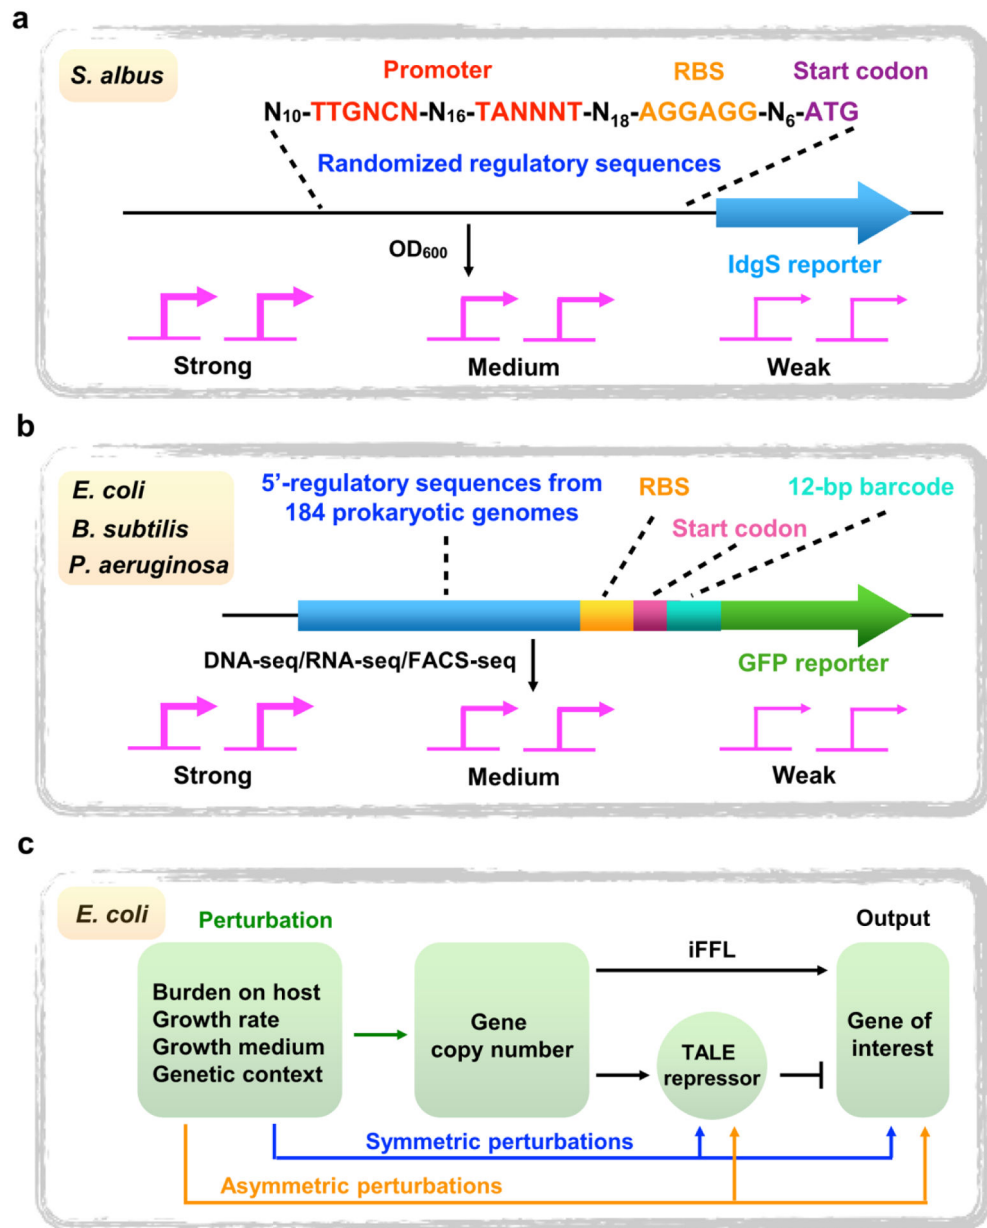 a
S. albus
Promoter RBS Start codon
N10-TTGNCN-N16-TANNNT-N18-AGGAGG-N6-ATG
Randomized regulatory sequences
OD600
IdgS reporter
Strong Medium Weak
b
E. coli
B. subtilis
P. aeruginosa
5'-regulatory sequences from
184 prokaryotic genomes
RBS
12-bp barcode
Start codon
DNA-seq/RNA-seq/FACS-seq
GFP reporter
Strong Medium Weak
c
E. coli
Perturbation
Output
Burden on host
Growth rate
Growth medium
Genetic context
Gene
copy number
iFFL
TALE
repressor
Gene of
interest
Symmetric perturbations
Asymmetric perturbations